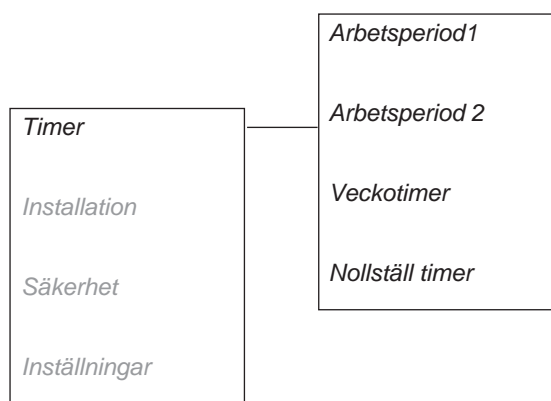 Timer
Installation
Säkerhet
Inställningar
Arbetsperiod1
Arbetsperiod 2
Veckotimer
Nollställ timer